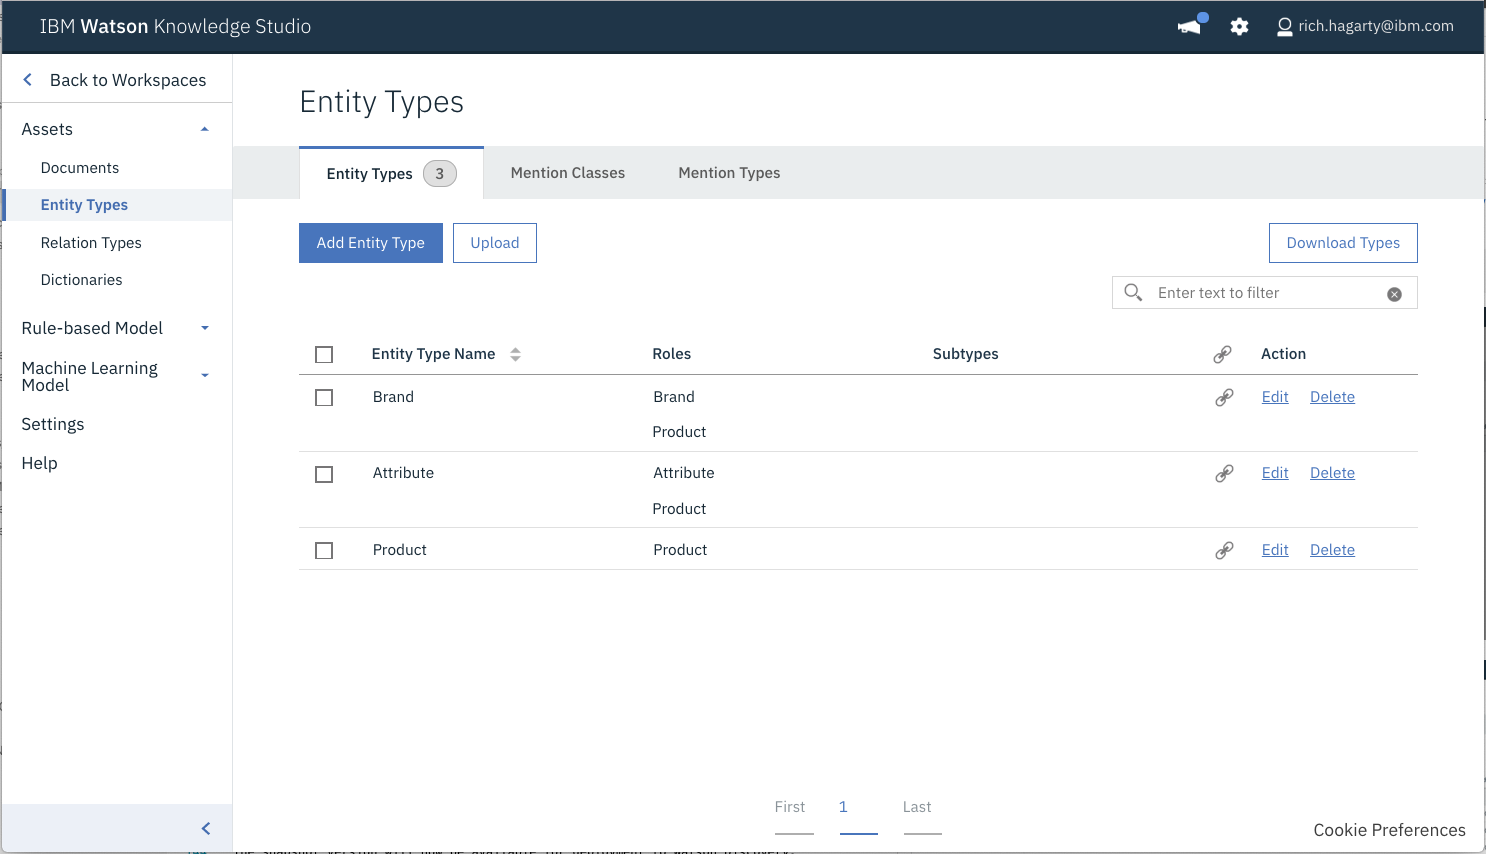 IBM Watson Knowledge Studio
rich.hagarty@ibm.com
Back to Workspaces
Assets
Documents
Entity Types
Relation Types
Dictionaries
Rule-based Model
Machine Learning
Model
Settings
Help
Entity Types
Entity Types 3 Mention Classes Mention Types
Add Entity Type Upload Download Types
Enter text to filter
Entity Type Name Roles Subtypes Action
Brand Brand Edit Delete
Product
Attribute Attribute Edit Delete
Product
Product Product Edit Delete
First 1 Last
Cookie Preferences